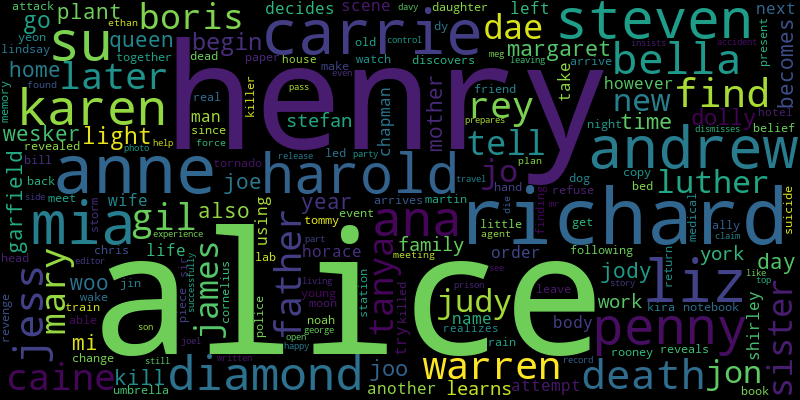 attack davy daughter decides scene left dead old control
ethan
go plant boris carrie dae steven
lindsay su queen begin yeon together paper house watch discovers dy arrive margaret bella next present accident
home later henry mother make even meg leaving insists becomes
memory found real killer pass friend take however find
karen man since stefan chapman rey tell new time dolly hotel
wesker light revealed photo help force led party night belief dismisses
bill tornado release travel plan andrew
garfield back anne joe harold jo dog copy luther
side meet wife year martin hand refuse bed medical suicide
mia storm gil also using arrives ana richard finding ally claim
experience tommy event little get
head chris life father horace part agent die mr
jess mary editor james lab family order following york day
revenge woo train wake cornelius alice noah young moon living station meeting tanya see name jody liz return like top
able jin piece sil successfully police judy realizes work story kira notebook shirley sister
mi son george open happy try killed prison leave rain body rooney reveals
change still joel warren prepares penny
caine kill diamond joo record death jon
umbrella written another learns attempt book